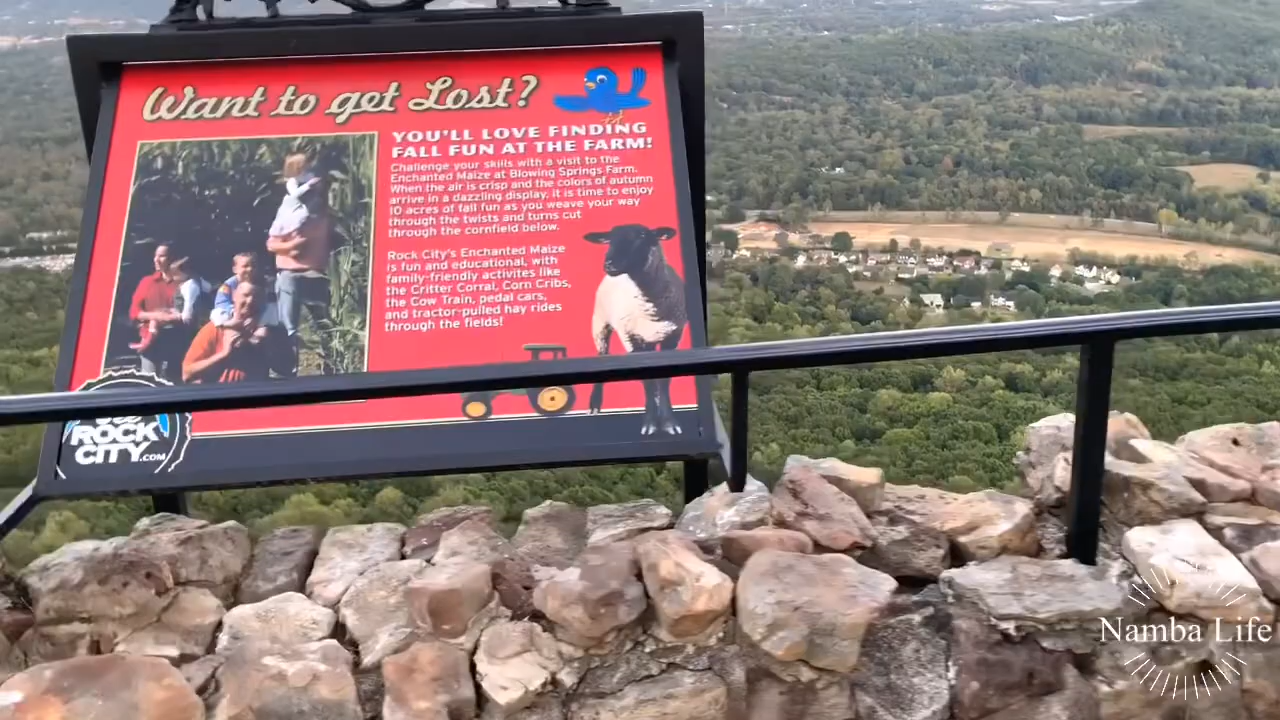 Want to get Lost?
YOU'LL LOVE FINDING
FALL FUN AT THE FARM!
Challenge your skills with a visit to the
Enchanted Maize at Blowing Springs Farm.
When the air is crisp and the colors of autumn
arrive in a dazzling display, it is time to enjoy
10 acres of fall fun as you weave your way
through the twists and turns cut
through the cornfield below.
Rock City's Enchanted Maize
is fun and educational, with
family-friendly activites like
the Critter Corral, Corn Cribs,
the Cow Train, pedal cars,
and tractor-pulled hay rides
through the fields!
ROCK
CITY.COM
Namba Life